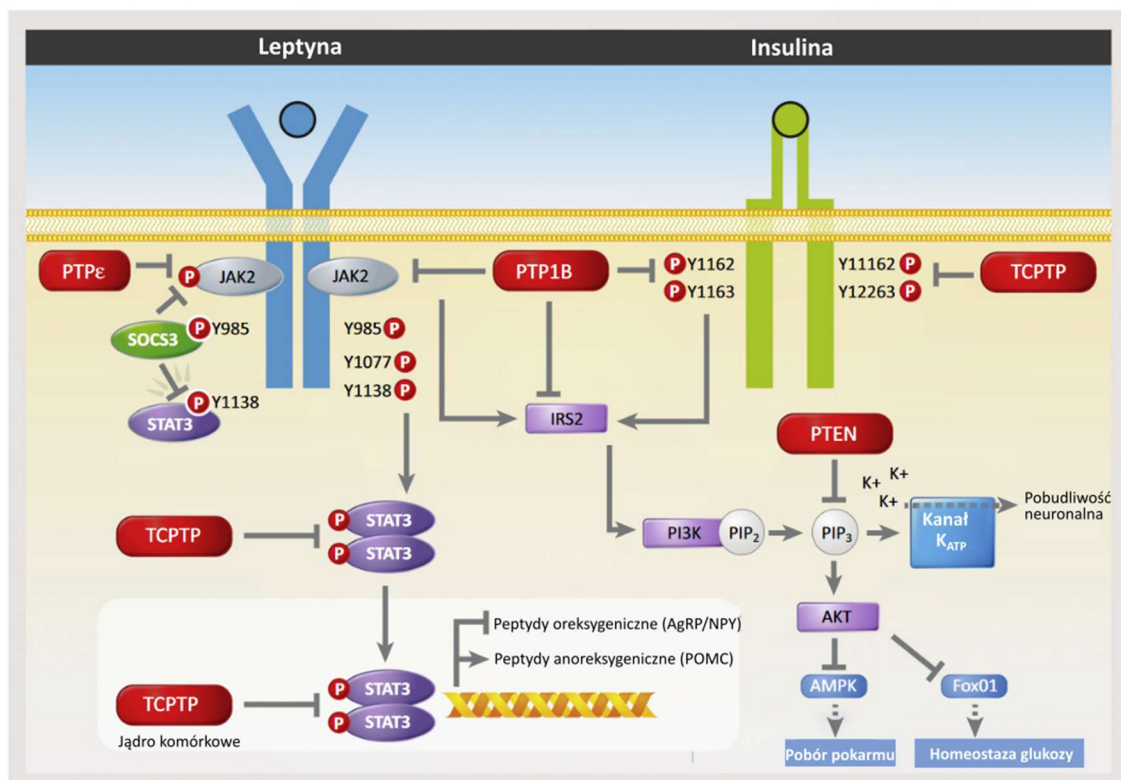 Leptyna
Insulina
PTPε
P
JAK2
JAK2
PTP1B
P Y1162
P Y1163
Y11162 P
Y12263 P
TCPTP
SOCS3
P Y985
Y985 P
Y1077 P
Y1138 P
P Y1138
STAT3
IRS2
PTEN
K+ K+
K+
Pobudliwość
neuronalna
Kanał
KATP
TCPTP
P STAT3
P STAT3
PI3K
PIP2
PIP3
AKT
Peptydy oreksygeniczne (AgRP/NPY)
Peptydy anoreksygeniczne (POMC)
TCPTP
P STAT3
P STAT3
Jądro komórkowe
AMPK
Fox01
Pobór pokarmu
Homeostaza glukozy